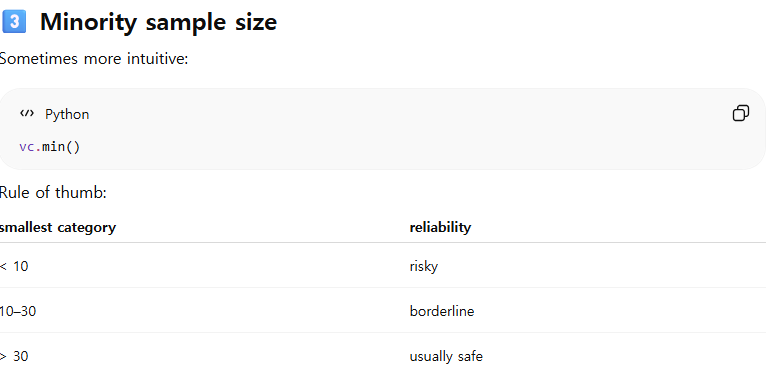 3 Minority sample size
Sometimes more intuitive:
</> Python
vc.min()
Rule of thumb:
smallest category reliability
< 10 risky
10–30 borderline
> 30 usually safe